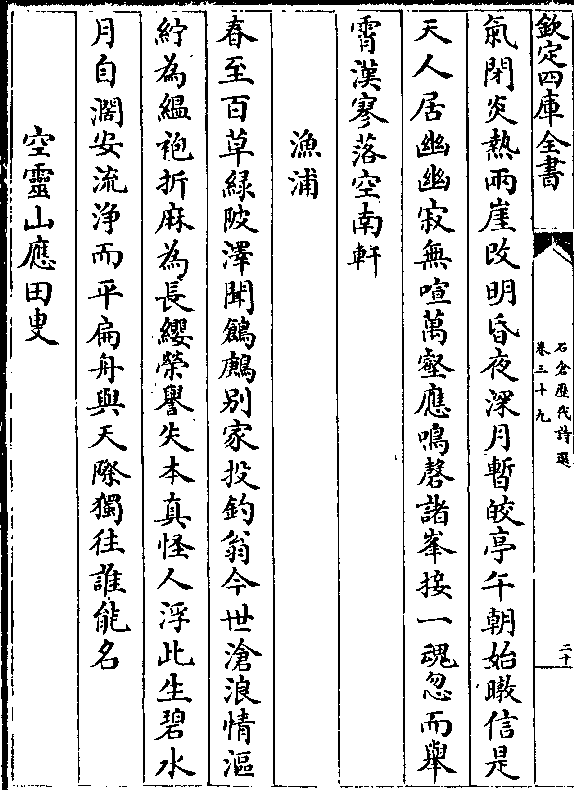 欽定四庫全書
石倉歷代詩選
卷三十九
二十
氣閉炎熱兩崖改明昏夜深月暫皎亭午朝始暾信是
天人居幽幽寂無喧萬壑應鳴磬諸峯接一魂忽而舉
霄漢寥落空南軒
漁浦
春至百草綠陂澤聞鶬鶊别家投釣翁今世滄浪情漚
紵為緼袍折麻為長纓榮譽失本真怪人浮此生碧水
月自濶安流浄而平扁舟與天際獨往誰能名
空靈山應田叟